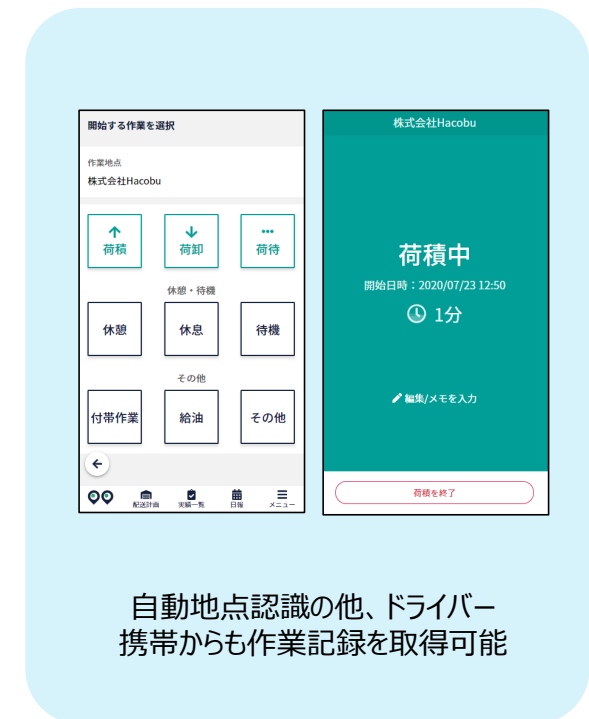 開始する作業を選択
作業地点
株式会社Hacobu
荷積
荷卸
荷待
休憩・待機
休憩
休息
待機
その他
付帯作業
給油
その他
配送計画
実績一覧
日報
メニュー
株式会社Hacobu
荷積中
開始日時：2020/07/23 12:50
1分
編集/メモを入力
荷積を終了
自動地点認識の他、ドライバー
携帯からも作業記録を取得可能